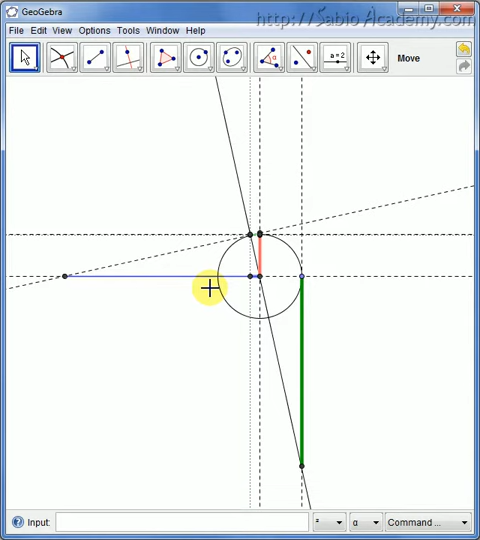 GeoGebra
http://Sabio Academy.com
File Edit View Options Tools Window Help
a = 2
Move
Input:
α
Command ...